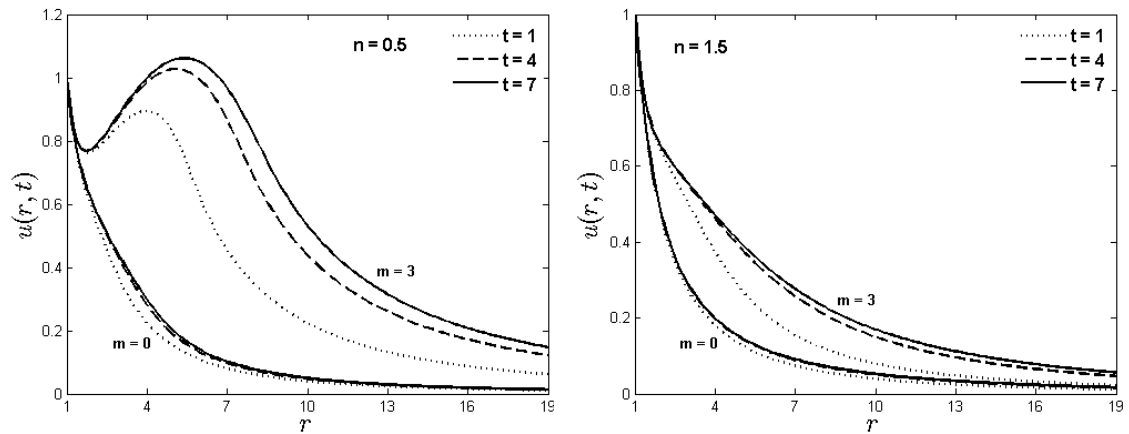 1.2
1
0.8
0.6
0.4
0.2
0
1 4 7 10 13 16 19
u(r, t)
r
n = 0.5
t = 1
t = 4
t = 7
m = 3
m = 0
1
0.8
0.6
0.4
0.2
0
1 4 7 10 13 16 19
u(r, t)
r
n = 1.5
t = 1
t = 4
t = 7
m = 3
m = 0